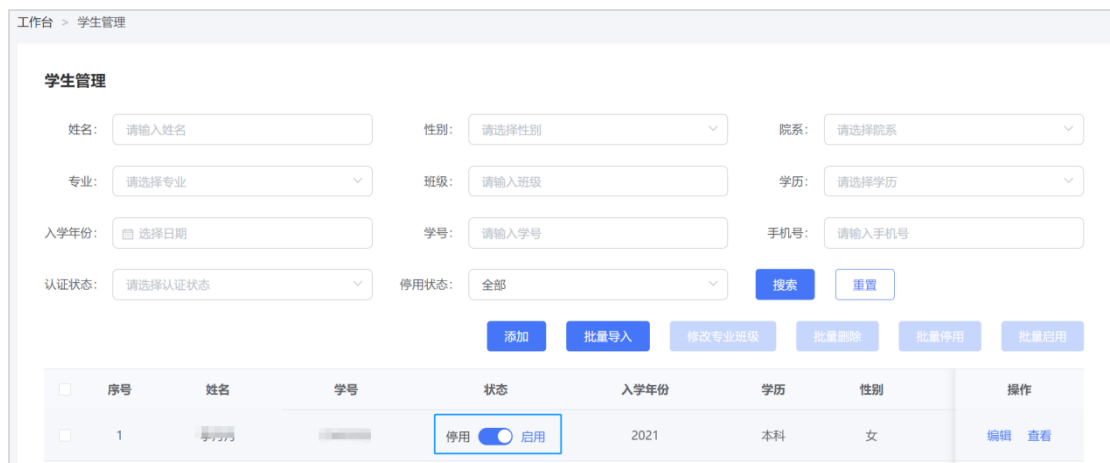 工作台 > 学生管理
学生管理
姓名: 请输入姓名 性别: 请选择性别 院系: 请选择院系
专业: 请选择专业 班级: 请输入班级 学历: 请选择学历
入学年份: 选择日期 学号: 请输入学号 手机号: 请输入手机号
认证状态: 请选择认证状态 停用状态: 全部 搜索 重置
添加 批量导入 修改专业班级 批量删除 批量停用 批量启用
序号 姓名 学号 状态 入学年份 学历 性别 操作
1 停用 启用 2021 本科 女 编辑 查看